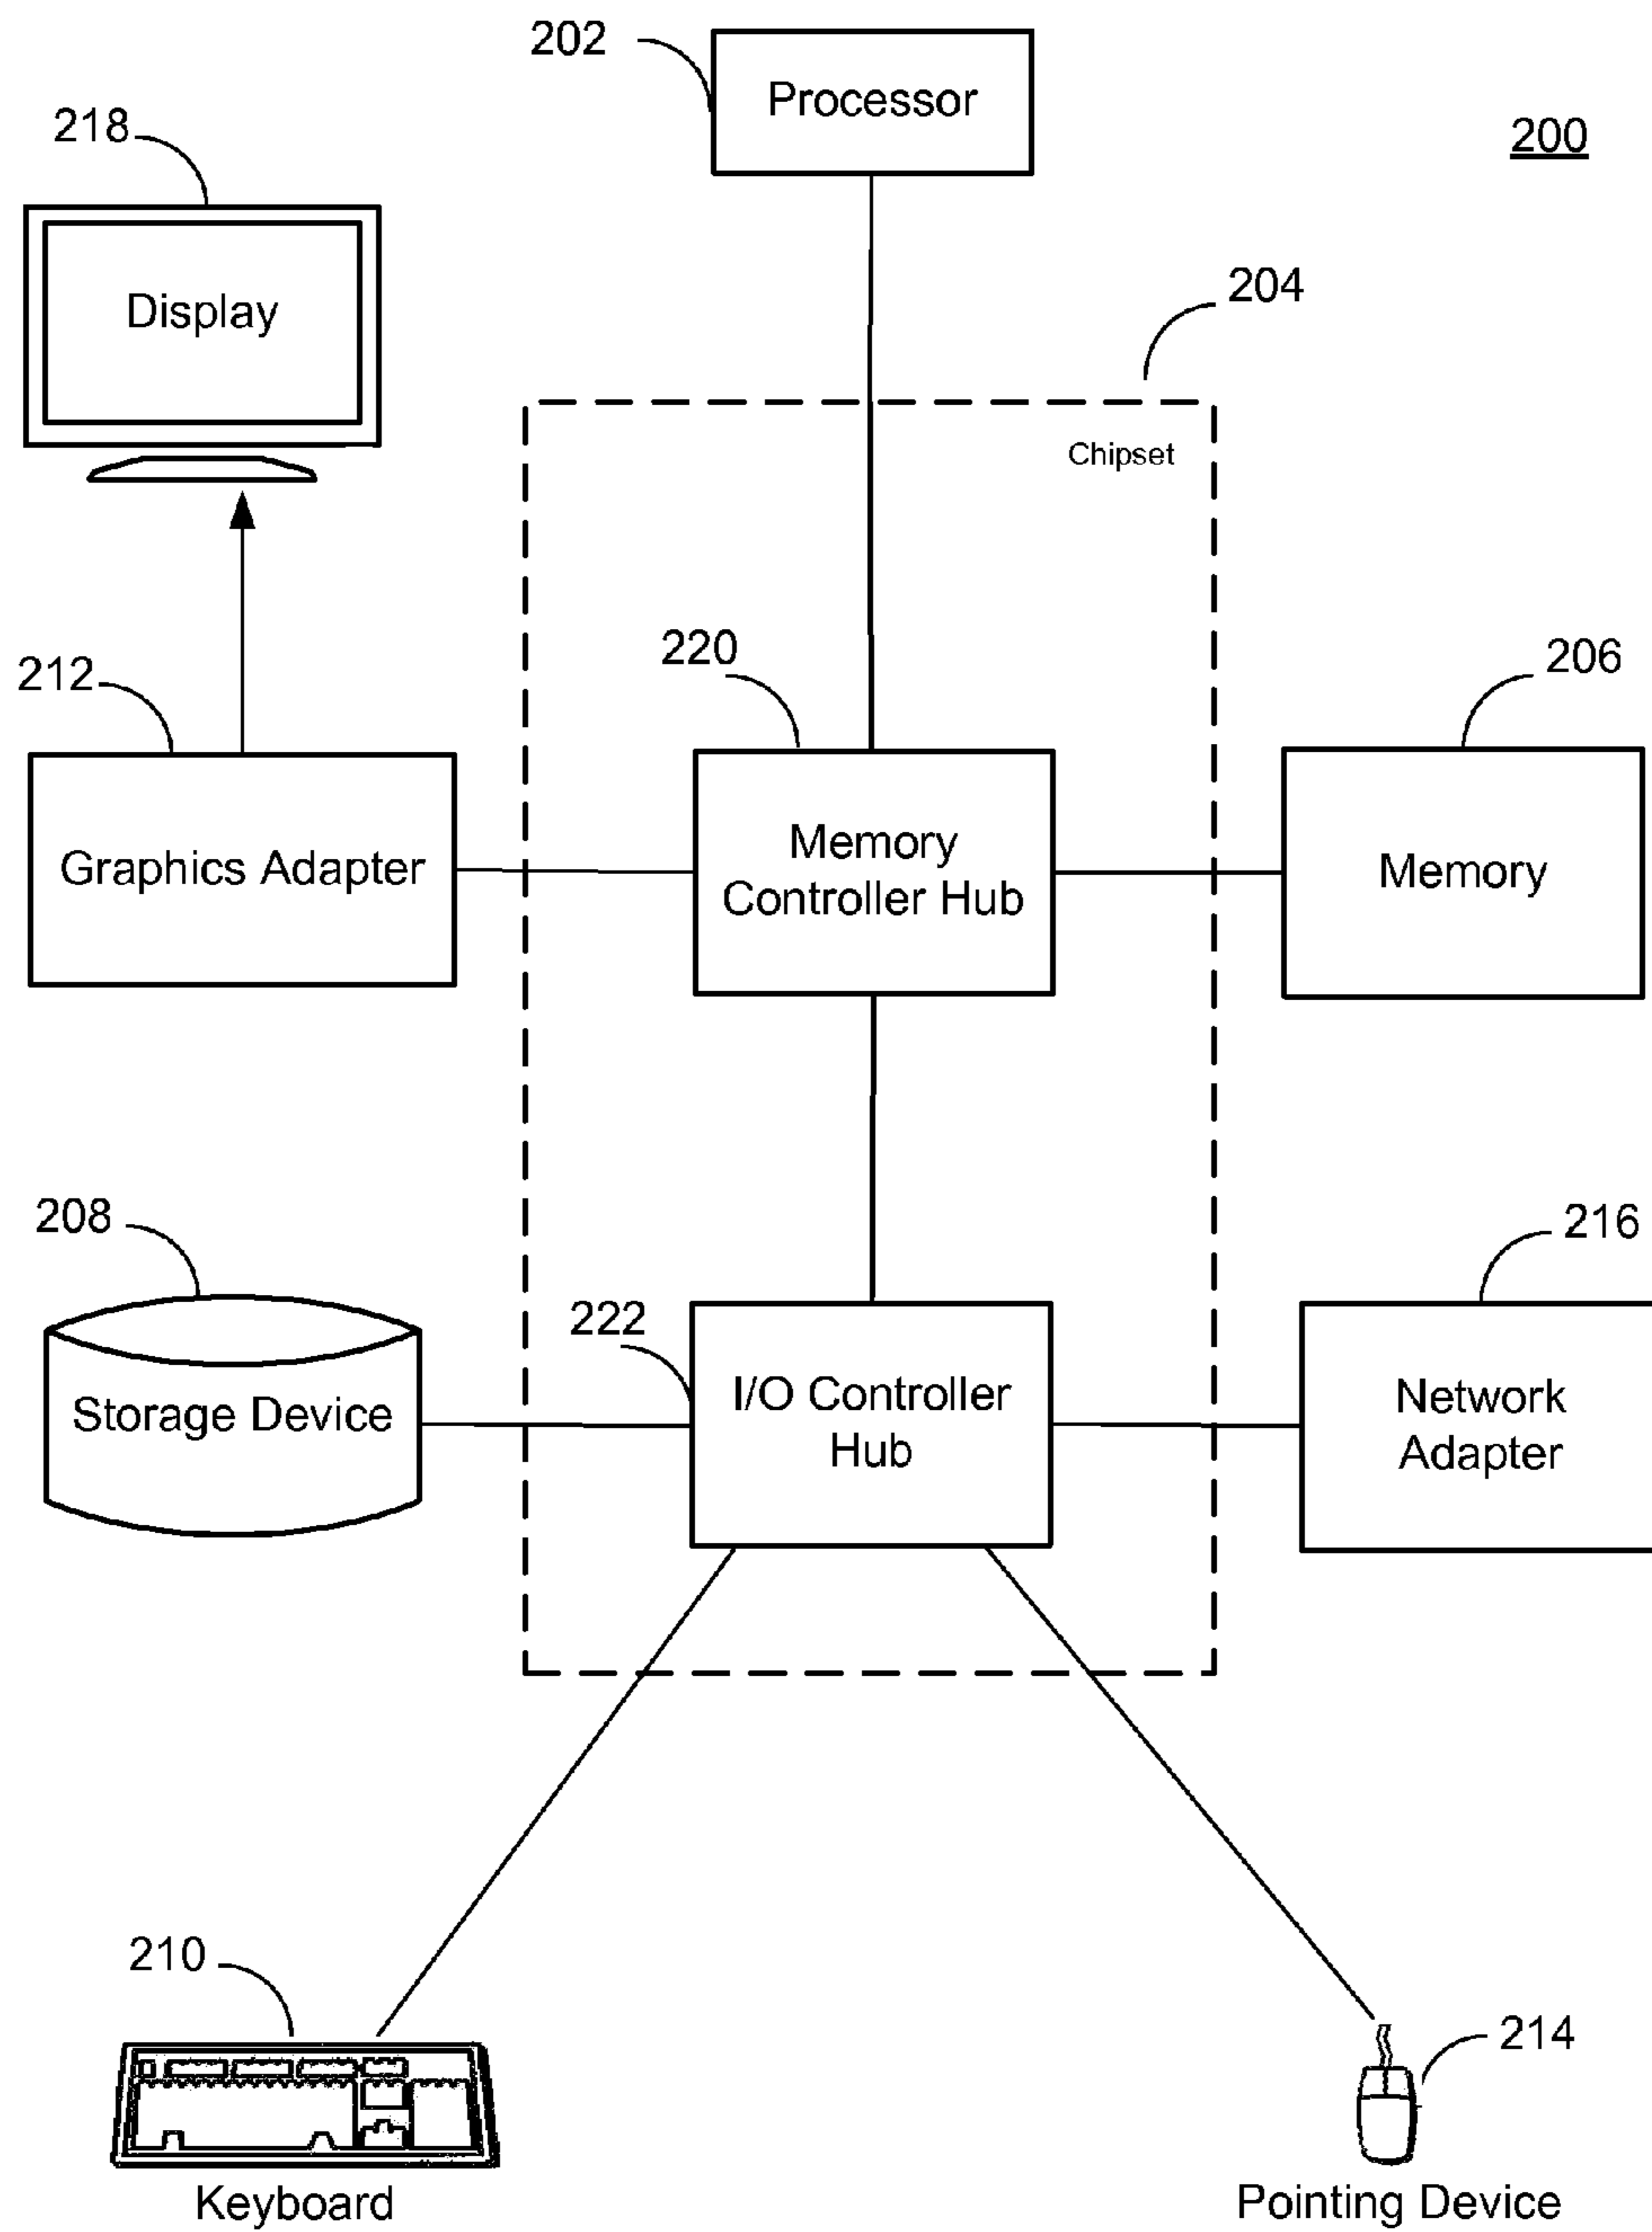 202
Processor
200
218
Display
204
Chipset
212
220
206
Graphics Adapter
Memory
Controller Hub
Memory
208
222
216
Storage Device
I/O Controller
Hub
Network
Adapter
210
214
Keyboard
Pointing Device